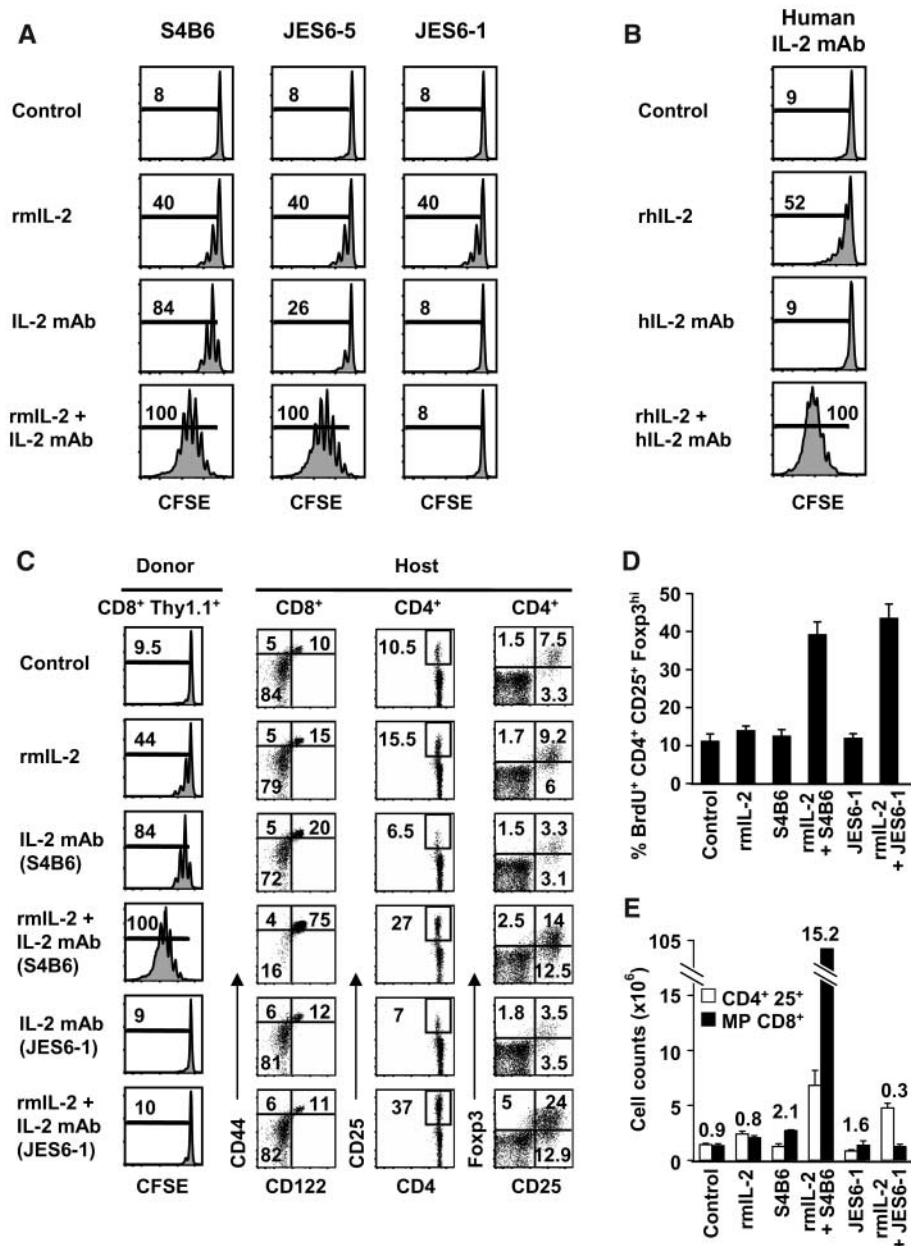 A
S4B6 JES6-5 JES6-1
Control 8 8 8
rmIL-2 40 40 40
IL-2 mAb 84 26 8
rmIL-2 +
IL-2 mAb 100 100 8
CFSE CFSE CFSE
B
Human
IL-2 mAb
Control 9
rhIL-2 52
hIL-2 mAb 9
rhIL-2 +
hIL-2 mAb 100
CFSE
C
Donor Host
CD8+ Thy1.1+ CD8+ CD4+ CD4+
Control 9.5 5 10 84 10.5 1.5 7.5 3.3
rmIL-2 44 5 15 79 15.5 1.7 9.2 6
IL-2 mAb
(S4B6) 84 5 20 72 6.5 1.5 3.3 3.1
rmIL-2 +
IL-2 mAb
(S4B6) 100 4 75 16 27 2.5 14 12.5
IL-2 mAb
(JES6-1) 9 6 12 81 7 1.8 3.5 3.5
rmIL-2 +
IL-2 mAb
(JES6-1) 10 6 11 82 37 5 24 12.9
CD44 CD25 Foxp3
CFSE CD122 CD4 CD25
D
% BrdU+ CD4+ CD25+ Foxp3hi
50
40
30
20
10
0
Control
rmIL-2
S4B6
rmIL-2
+ S4B6
JES6-1
rmIL-2
+ JES6-1
E
Cell counts (x10⁶)
105
15
10
5
0
CD4+ 25+
MP CD8+
0.9 0.8 2.1 15.2 1.6 0.3
Control
rmIL-2
S4B6
rmIL-2
+ S4B6
JES6-1
rmIL-2
+ JES6-1